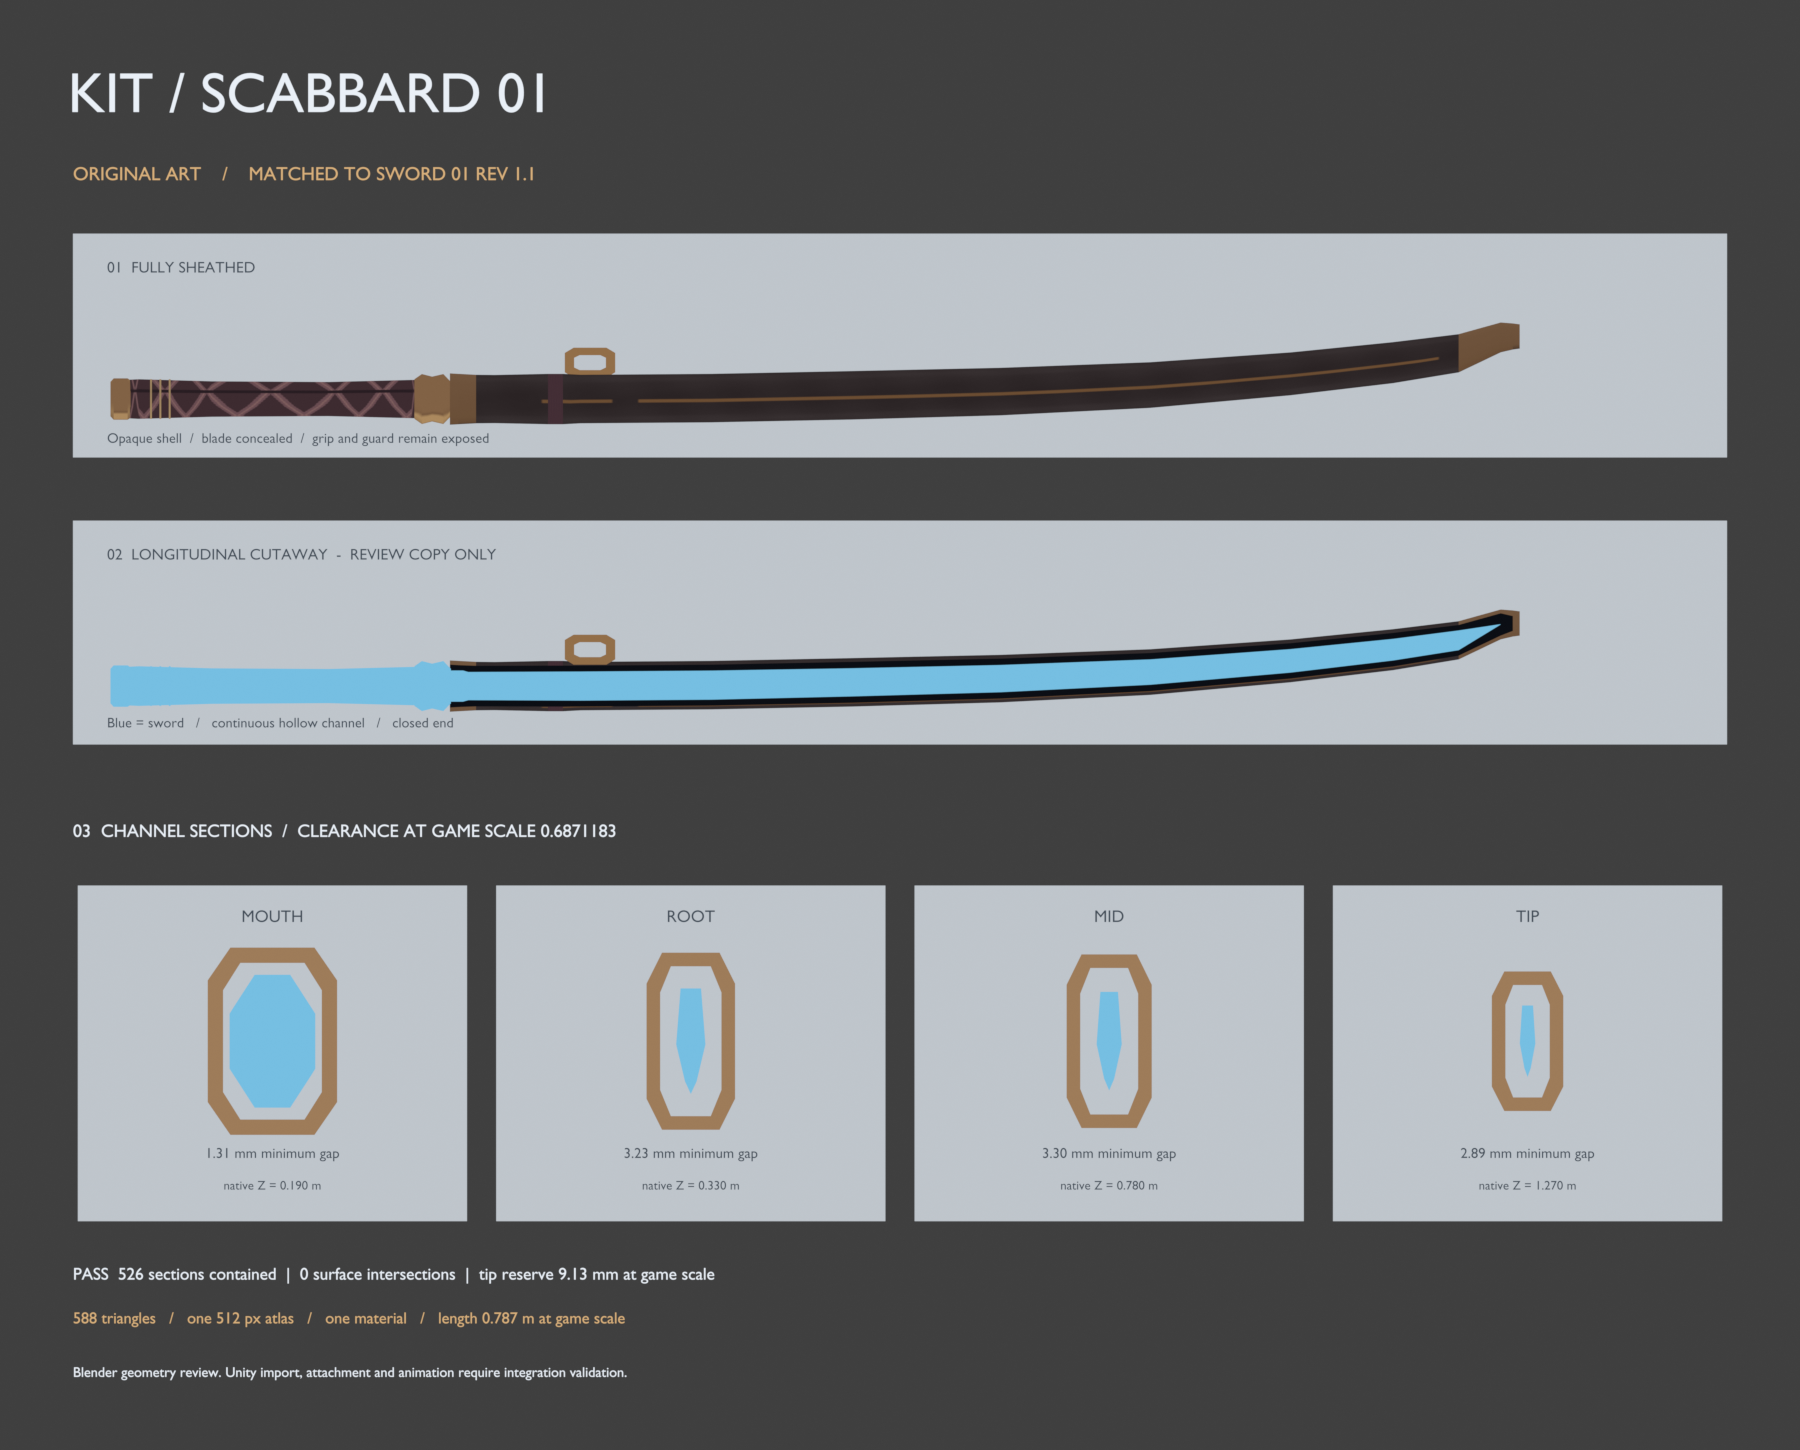 KIT / SCABBARD 01
ORIGINAL ART / MATCHED TO SWORD 01 REV 1.1
01 FULLY SHEATHED
Opaque shell / blade concealed / grip and guard remain exposed
02 LONGITUDINAL CUTAWAY - REVIEW COPY ONLY
Blue = sword / continuous hollow channel / closed end
03 CHANNEL SECTIONS / CLEARANCE AT GAME SCALE 0.6871183
MOUTH
1.31 mm minimum gap
native Z = 0.190 m
ROOT
3.23 mm minimum gap
native Z = 0.330 m
MID
3.30 mm minimum gap
native Z = 0.780 m
TIP
2.89 mm minimum gap
native Z = 1.270 m
PASS 526 sections contained | 0 surface intersections | tip reserve 9.13 mm at game scale
588 triangles / one 512 px atlas / one material / length 0.787 m at game scale
Blender geometry review. Unity import, attachment and animation require integration validation.